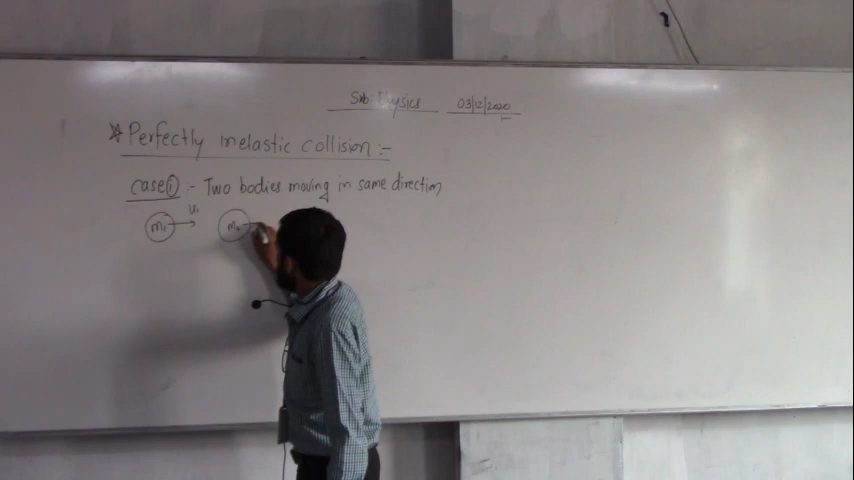 Sub: Physics 03/12/2020
* Perfectly inelastic collision :-
case ① :- Two bodies moving in same direction
u₁
m₁ m₂